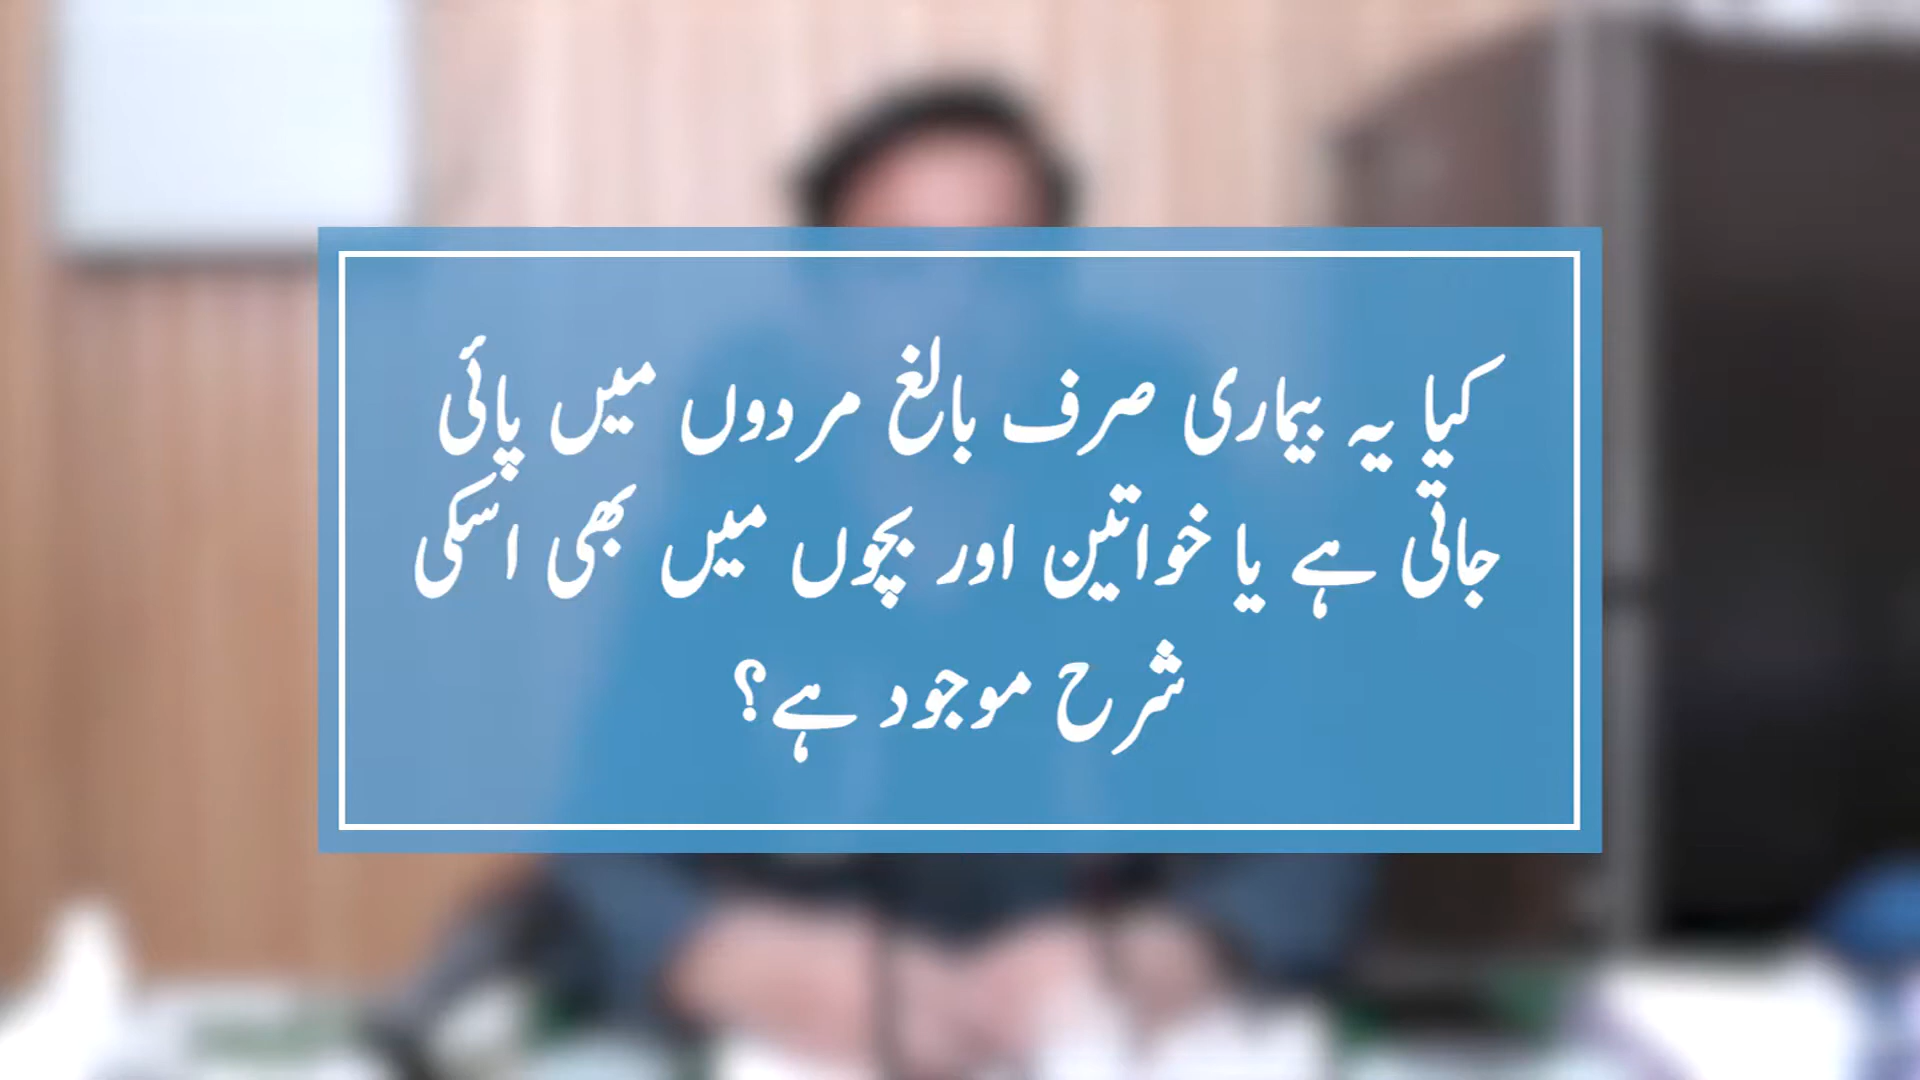 کیا یہ بیماری صرف بالغ مردوں میں پائی
جاتی ہے یا خواتین اور بچوں میں بھی اسکی
شرح موجود ہے؟